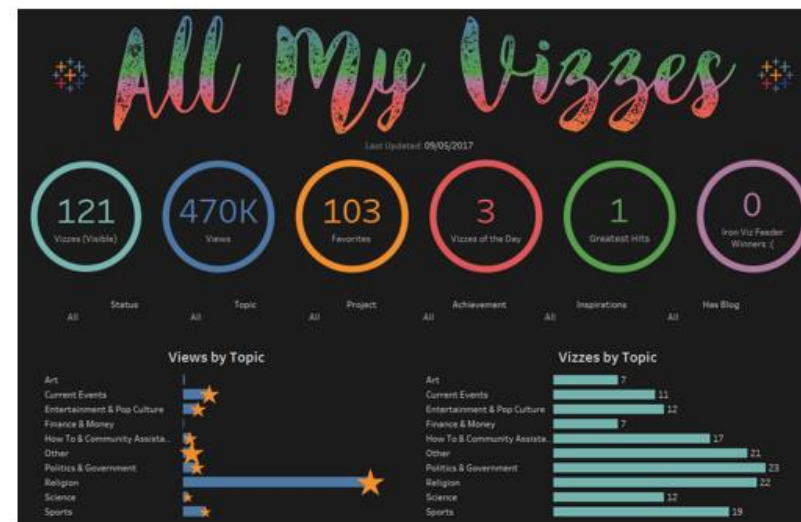 All My Vizzes
Last Updated: 09/05/2017
121
Vizzes (Visible)
470K
Views
103
Favorites
3
Vizzes of the Day
1
Greatest Hits
0
Iron Viz Feeder
Winners :(
Status
All
Topic
All
Project
All
Achievement
All
Inspirations
All
Has Blog
All
Views by Topic
Art
Current Events
Entertainment & Pop Culture
Finance & Money
How To & Community Assista..
Other
Politics & Government
Religion
Science
Sports
Vizzes by Topic
Art 7
Current Events 11
Entertainment & Pop Culture 12
Finance & Money 7
How To & Community Assista.. 17
Other 21
Politics & Government 23
Religion 22
Science 12
Sports 19